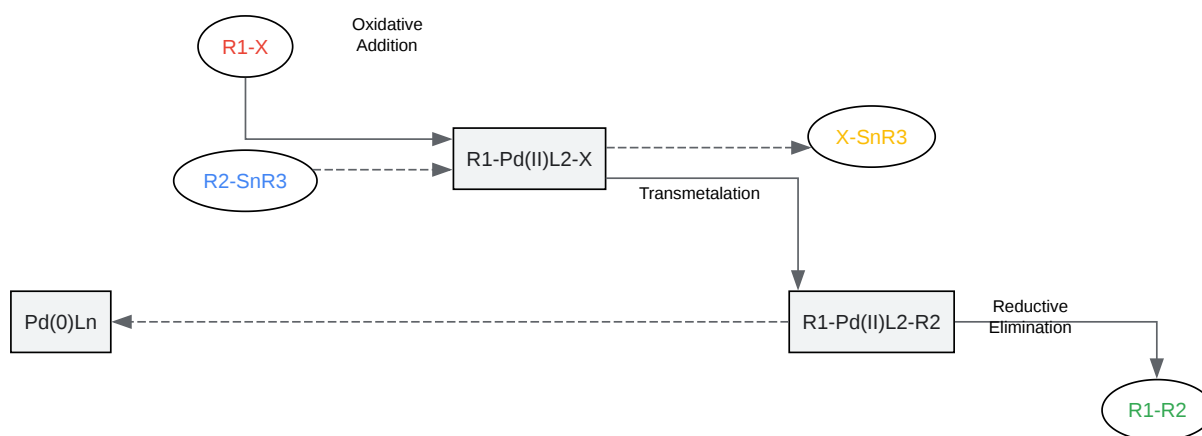 Oxidative
Addition
R1-X
X-SnR3
R1-Pd(II)L2-X
R2-SnR3
Transmetalation
Pd(0)Ln
R1-Pd(II)L2-R2
Reductive
Elimination
R1-R2